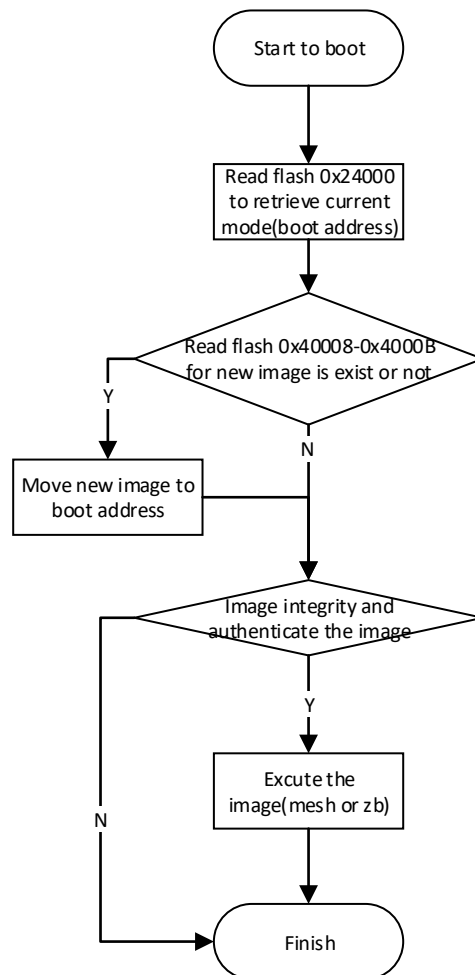 Start to boot
Read flash 0x24000
to retrieve current
mode(boot address)
Read flash 0x40008-0x4000B
for new image is exist or not
Y
N
Move new image to
boot address
Image integrity and
authenticate the image
Y
N
Excute the
image(mesh or zb)
Finish